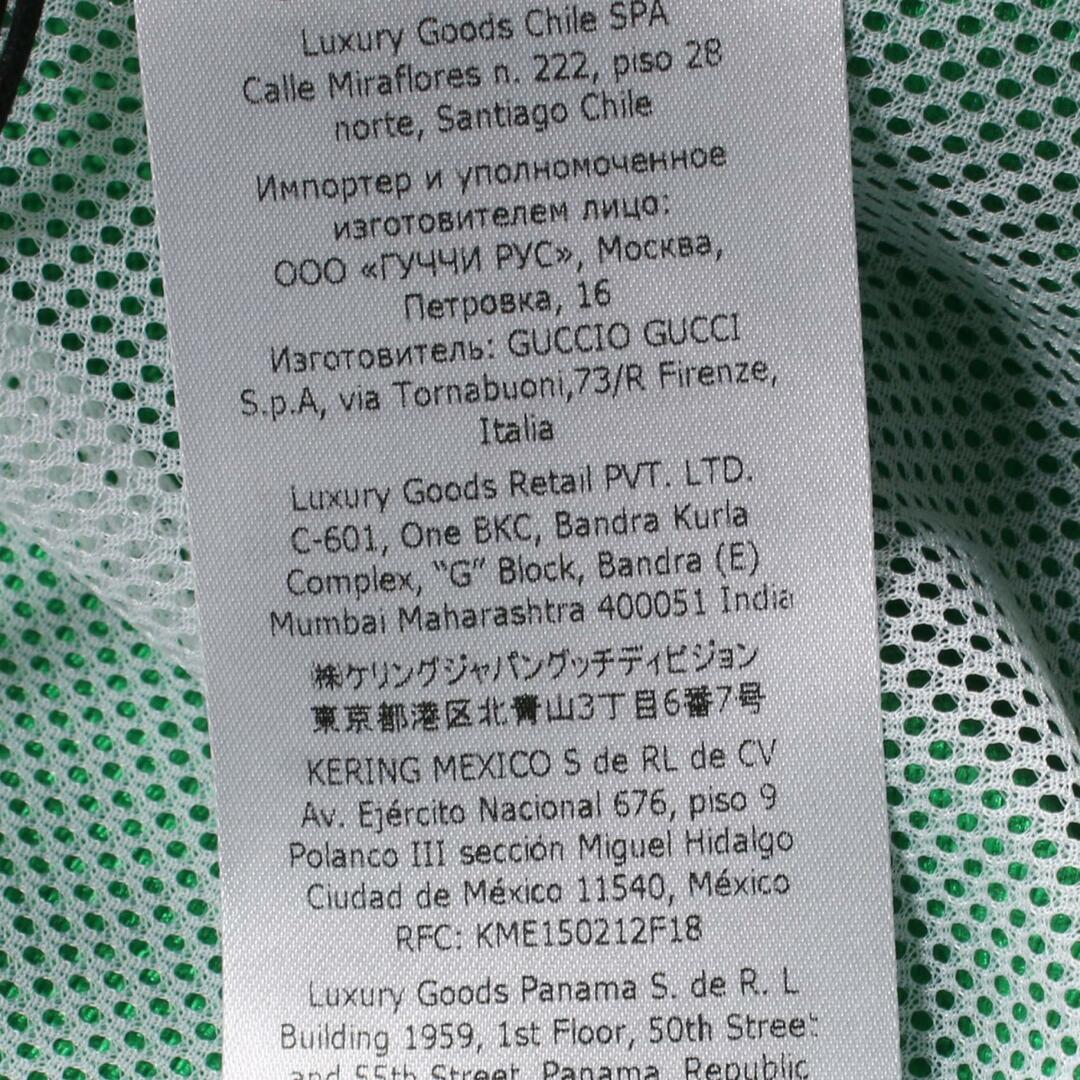 Luxury Goods Chile SPA
Calle Miraflores n. 222, piso 28
norte, Santiago Chile
Импортер и уполномоченное
изготовителем лицо:
ООО «ГУЧЧИ РУС», Москва,
Петровка, 16
Изготовитель: GUCCIO GUCCI
S.p.A, via Tornabuoni,73/R Firenze,
Italia
Luxury Goods Retail PVT. LTD.
C-601, One BKC, Bandra Kurla
Complex, “G” Block, Bandra (E)
Mumbai Maharashtra 400051 India
㈱ケリングジャパングッチディビジョン
東京都港区北青山3丁目6番7号
KERING MEXICO S de RL de CV
Av. Ejército Nacional 676, piso 9
Polanco III sección Miguel Hidalgo
Ciudad de México 11540, México
RFC: KME150212F18
Luxury Goods Panama S. de R. L
Building 1959, 1st Floor, 50th Street
and 55th Street, Panama, Republic